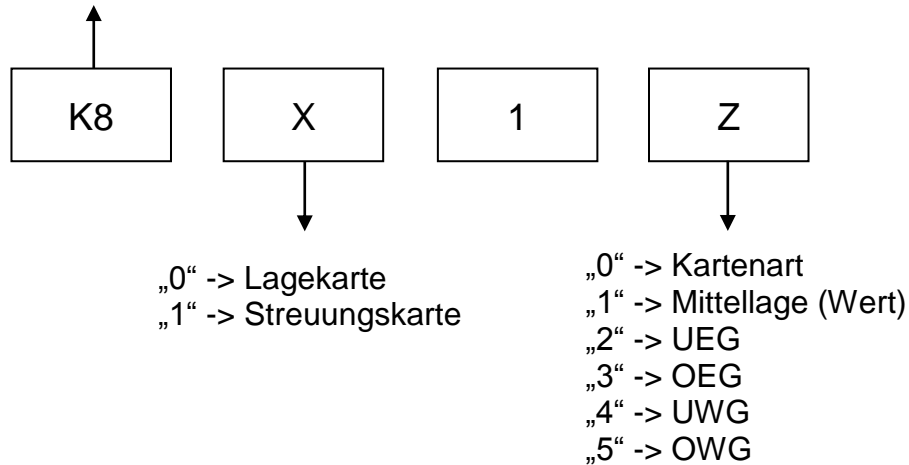 K8 X 1 Z
„0“ -> Lagekarte
„1“ -> Streuungskarte
„0“ -> Kartenart
„1“ -> Mittellage (Wert)
„2“ -> UEG
„3“ -> OEG
„4“ -> UWG
„5“ -> OWG